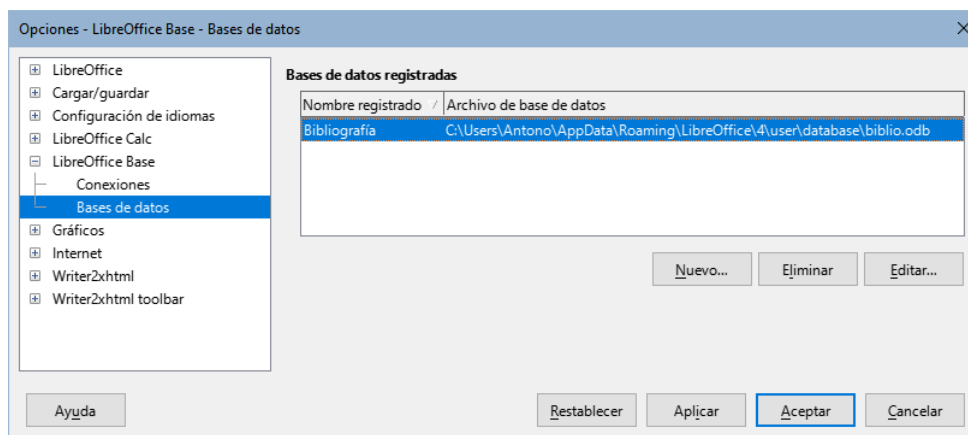 Opciones - LibreOffice Base - Bases de datos
LibreOffice
Cargar/guardar
Configuración de idiomas
LibreOffice Calc
LibreOffice Base
Conexiones
Bases de datos
Gráficos
Internet
Writer2xhtml
Writer2xhtml toolbar
Bases de datos registradas
Nombre registrado Archivo de base de datos
Bibliografía C:\Users\Antono\AppData\Roaming\LibreOffice\4\user\database\biblio.odb
Nuevo... Eliminar Editar...
Ayuda Restablecer Aplicar Aceptar Cancelar